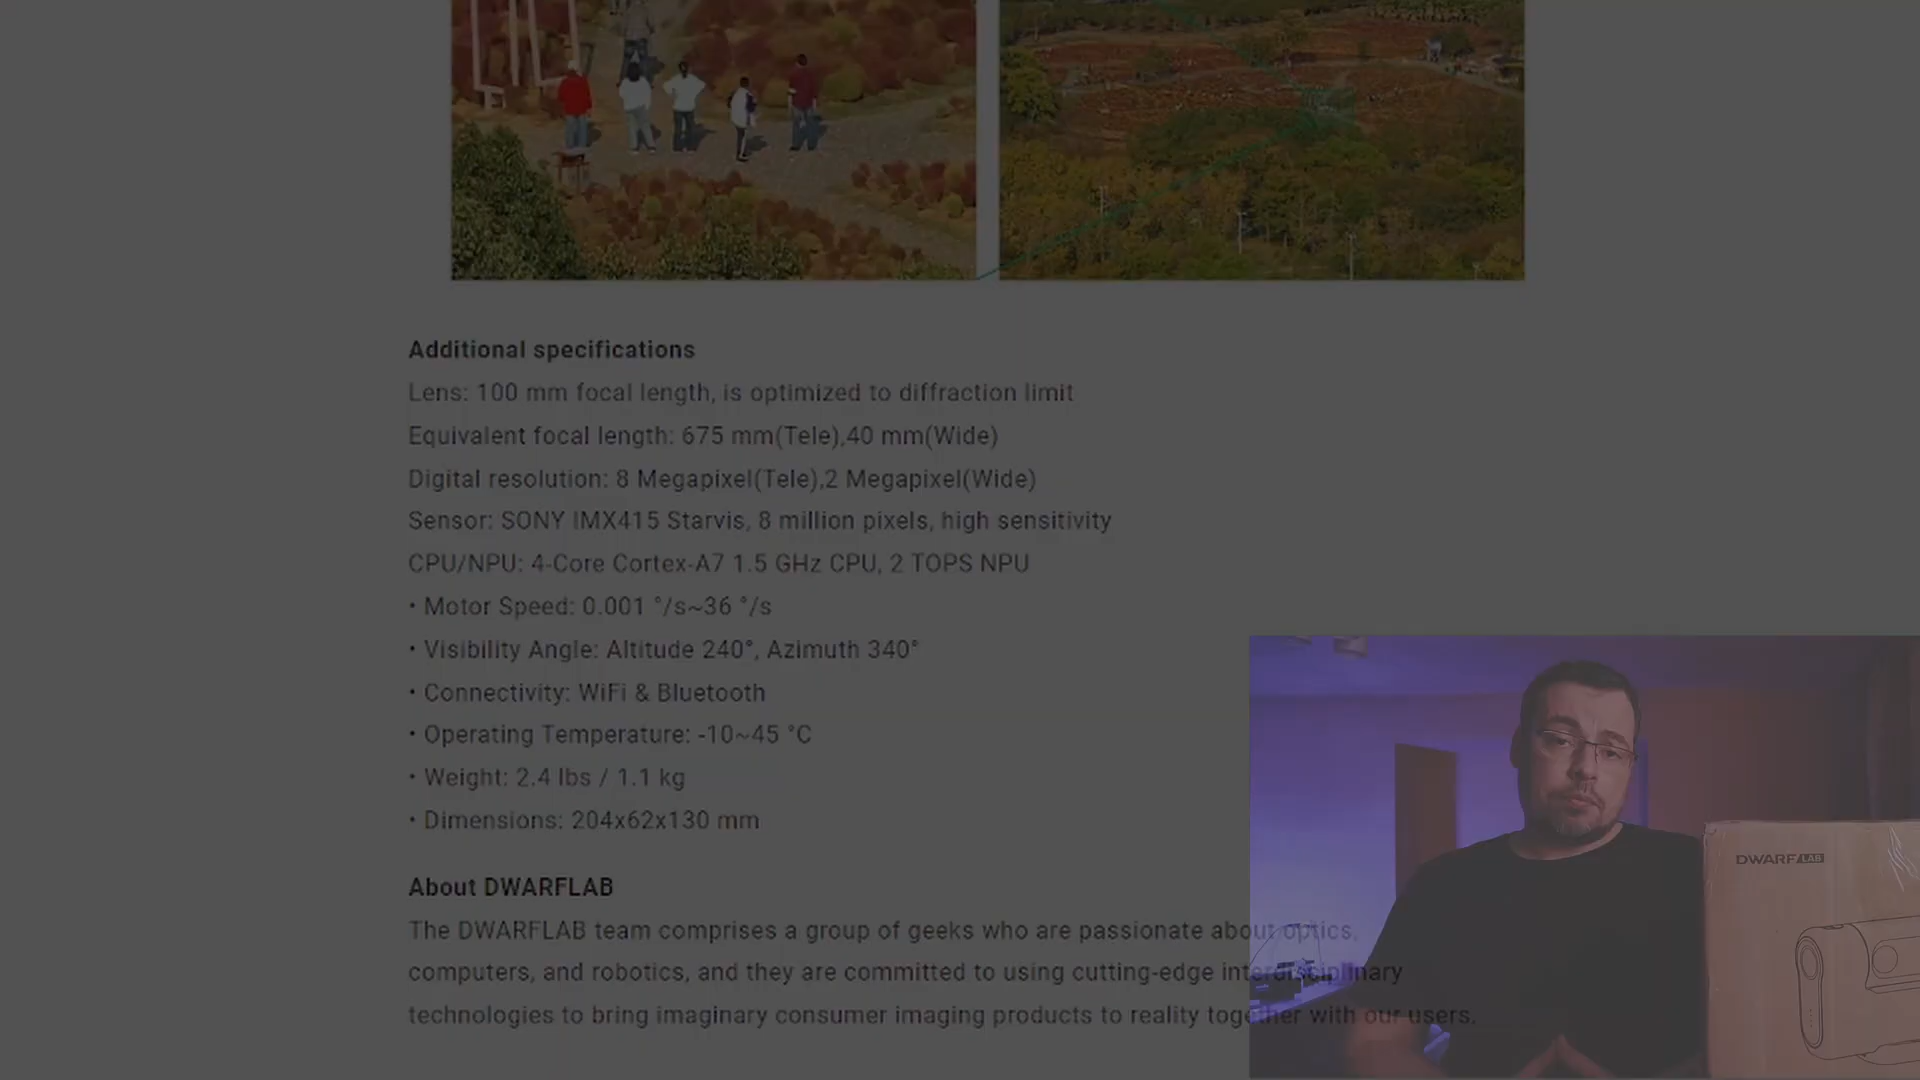 Additional specifications
Lens: 100 mm focal length, is optimized to diffraction limit
Equivalent focal length: 675 mm(Tele),40 mm(Wide)
Digital resolution: 8 Megapixel(Tele),2 Megapixel(Wide)
Sensor: SONY IMX415 Starvis, 8 million pixels, high sensitivity
CPU/NPU: 4-Core Cortex-A7 1.5 GHz CPU, 2 TOPS NPU
• Motor Speed: 0.001 °/s~36 °/s
• Visibility Angle: Altitude 240°, Azimuth 340°
• Connectivity: WiFi & Bluetooth
• Operating Temperature: -10~45 °C
• Weight: 2.4 lbs / 1.1 kg
• Dimensions: 204x62x130 mm
About DWARFLAB
The DWARFLAB team comprises a group of geeks who are passionate about optics,
computers, and robotics, and they are committed to using cutting-edge interdisciplinary
technologies to bring imaginary consumer imaging products to reality together with our users.
DWARF LAB